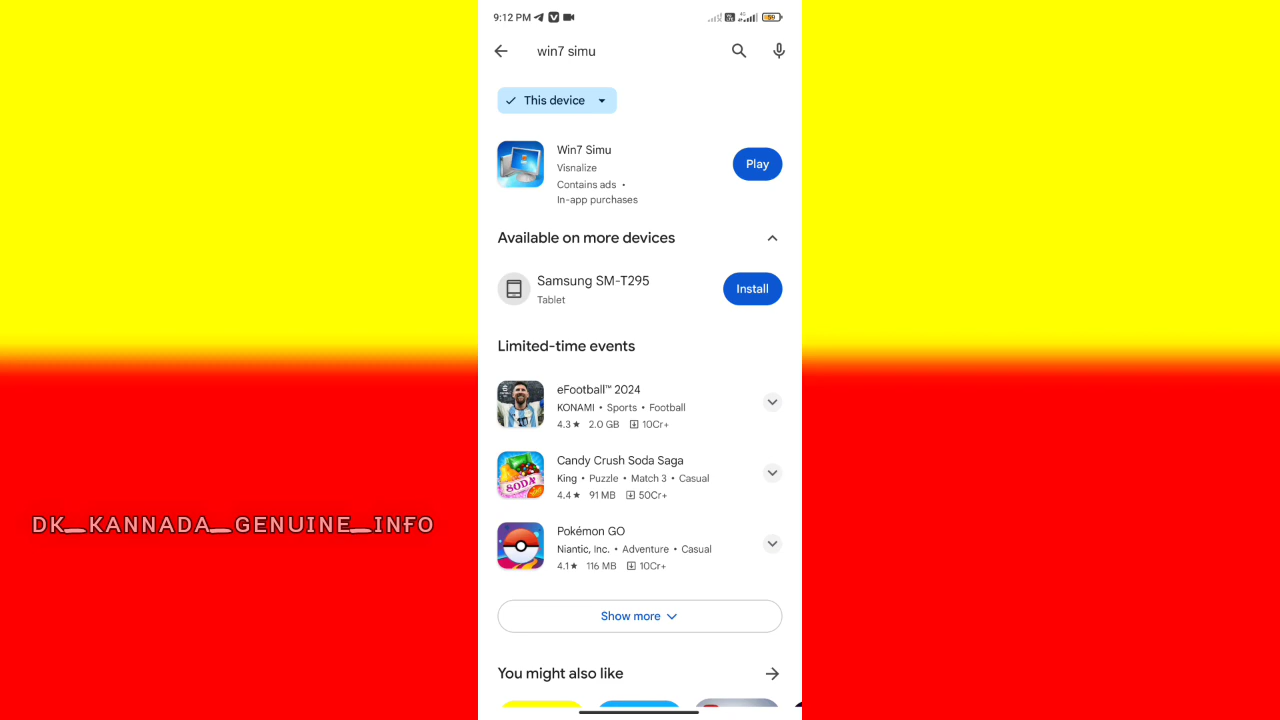 9:12 PM
59
win7 simu
This device
Win7 Simu
Visnalize
Contains ads •
In-app purchases
Play
Available on more devices
Samsung SM-T295
Tablet
Install
Limited-time events
eFootball™ 2024
KONAMI • Sports • Football
4.3★ 2.0 GB 10Cr+
Candy Crush Soda Saga
King • Puzzle • Match 3 • Casual
4.4★ 91 MB 50Cr+
SODA
Pokémon GO
Niantic, Inc. • Adventure • Casual
4.1★ 116 MB 10Cr+
Show more
You might also like
DK_KANNADA_GENUINE_INFO